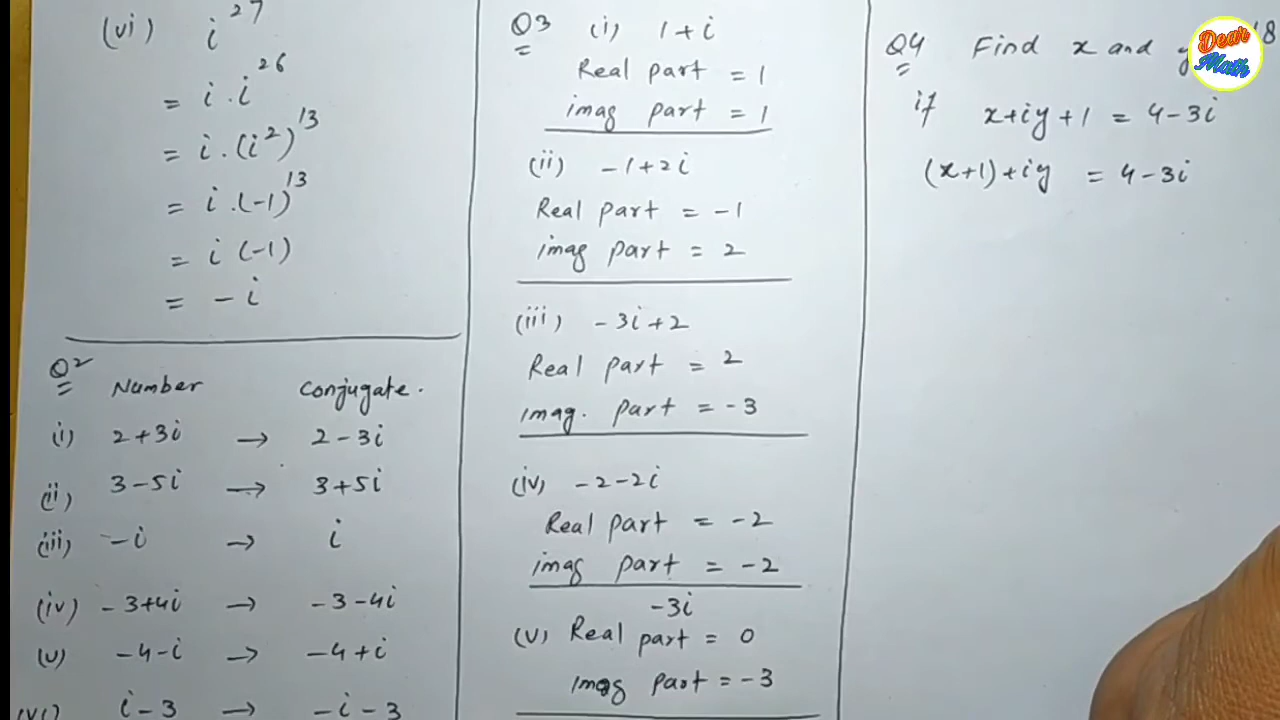 (vi) i^27
= i . i^26
= i . (i^2)^13
= i . (-1)^13
= i (-1)
= - i
Q2
Number Conjugate.
(i) 2+3i → 2-3i
(ii) 3-5i → 3+5i
(iii) -i → i
(iv) -3+4i → -3-4i
(v) -4-i → -4+i
(vi) i-3 → -i-3
Q3 (i) 1+i
Real part = 1
imag part = 1
(ii) -1+2i
Real part = -1
imag part = 2
(iii) -3i+2
Real part = 2
imag. part = -3
(iv) -2-2i
Real part = -2
imag part = -2
-3i
(v) Real part = 0
imag part = -3
Q4 Find x and y
if x+iy+1 = 4-3i
(x+1)+iy = 4-3i
Dear
Math